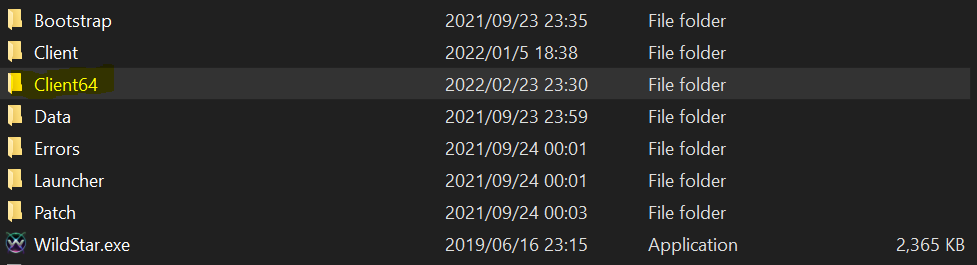 Bootstrap 2021/09/23 23:35 File folder
Client 2022/01/5 18:38 File folder
Client64 2022/02/23 23:30 File folder
Data 2021/09/23 23:59 File folder
Errors 2021/09/24 00:01 File folder
Launcher 2021/09/24 00:01 File folder
Patch 2021/09/24 00:03 File folder
WildStar.exe 2019/06/16 23:15 Application 2,365 KB